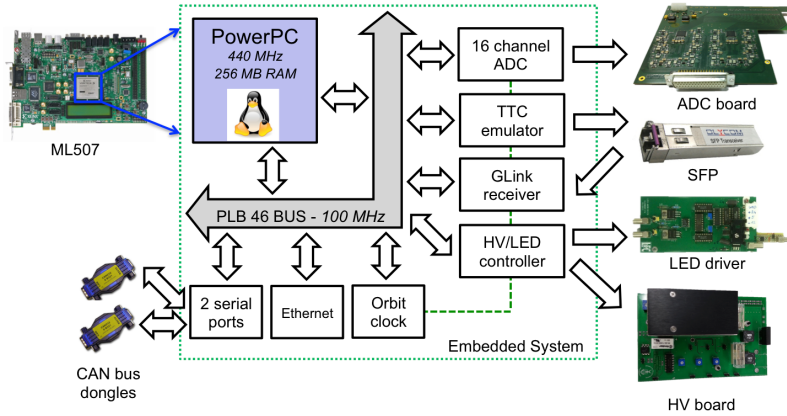 PowerPC
440 MHz
256 MB RAM
16 channel
ADC
ADC board
ML507
TTC
emulator
SFP Transceiver
SFP
GLink
receiver
PLB 46 BUS - 100 MHz
HV/LED
controller
LED driver
2 serial
ports
Ethernet
Orbit
clock
Embedded System
CAN bus
dongles
HV board